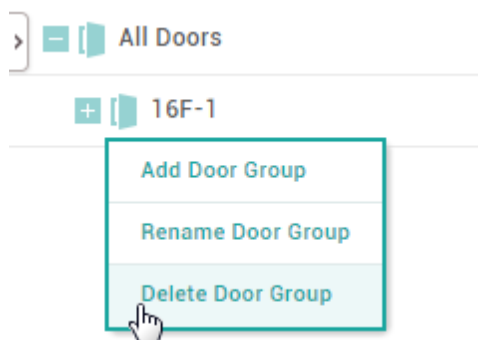 All Doors
16F-1
Add Door Group
Rename Door Group
Delete Door Group